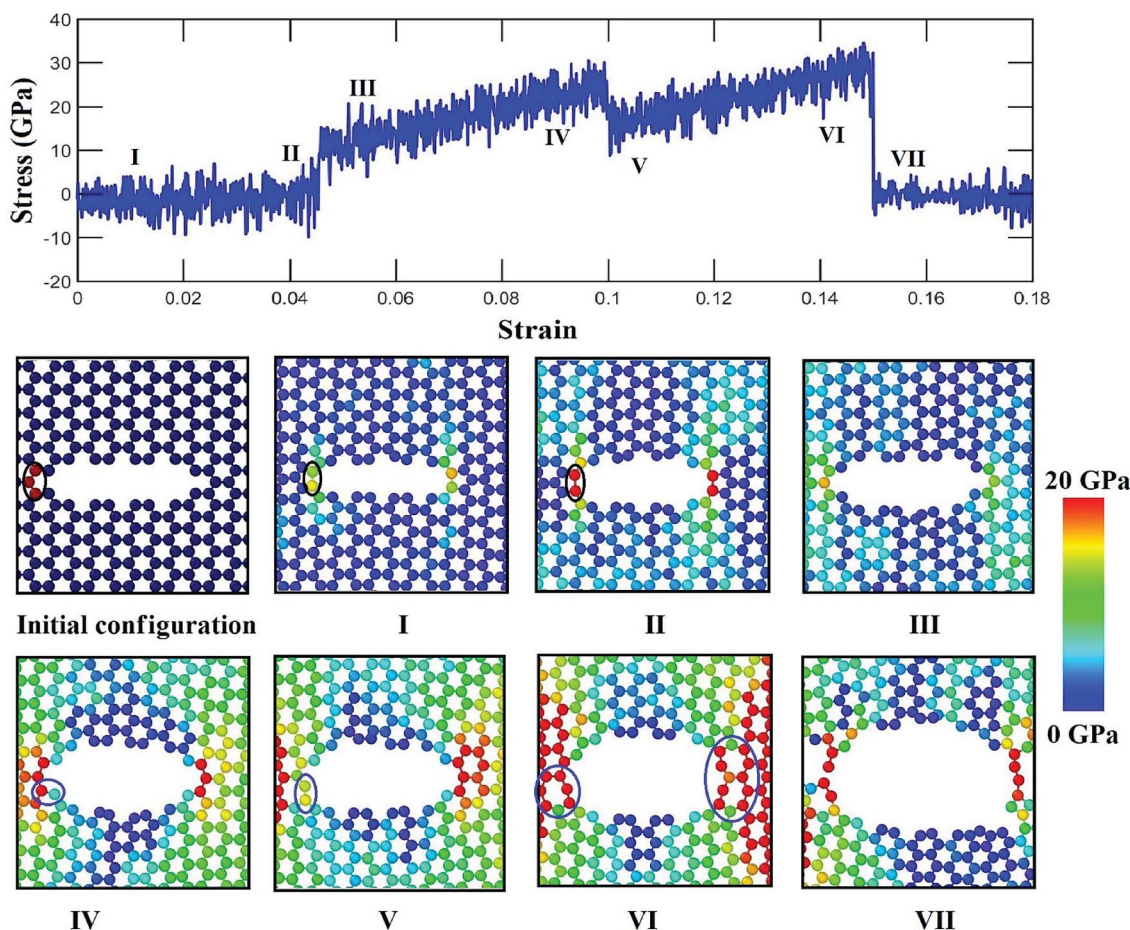 40
30
20
10
0
-10
-20
Stress (GPa)
I
II
III
IV
V
VI
VII
0 0.02 0.04 0.06 0.08 0.1 0.12 0.14 0.16 0.18
Strain
Initial configuration I II III
20 GPa
0 GPa
IV V VI VII